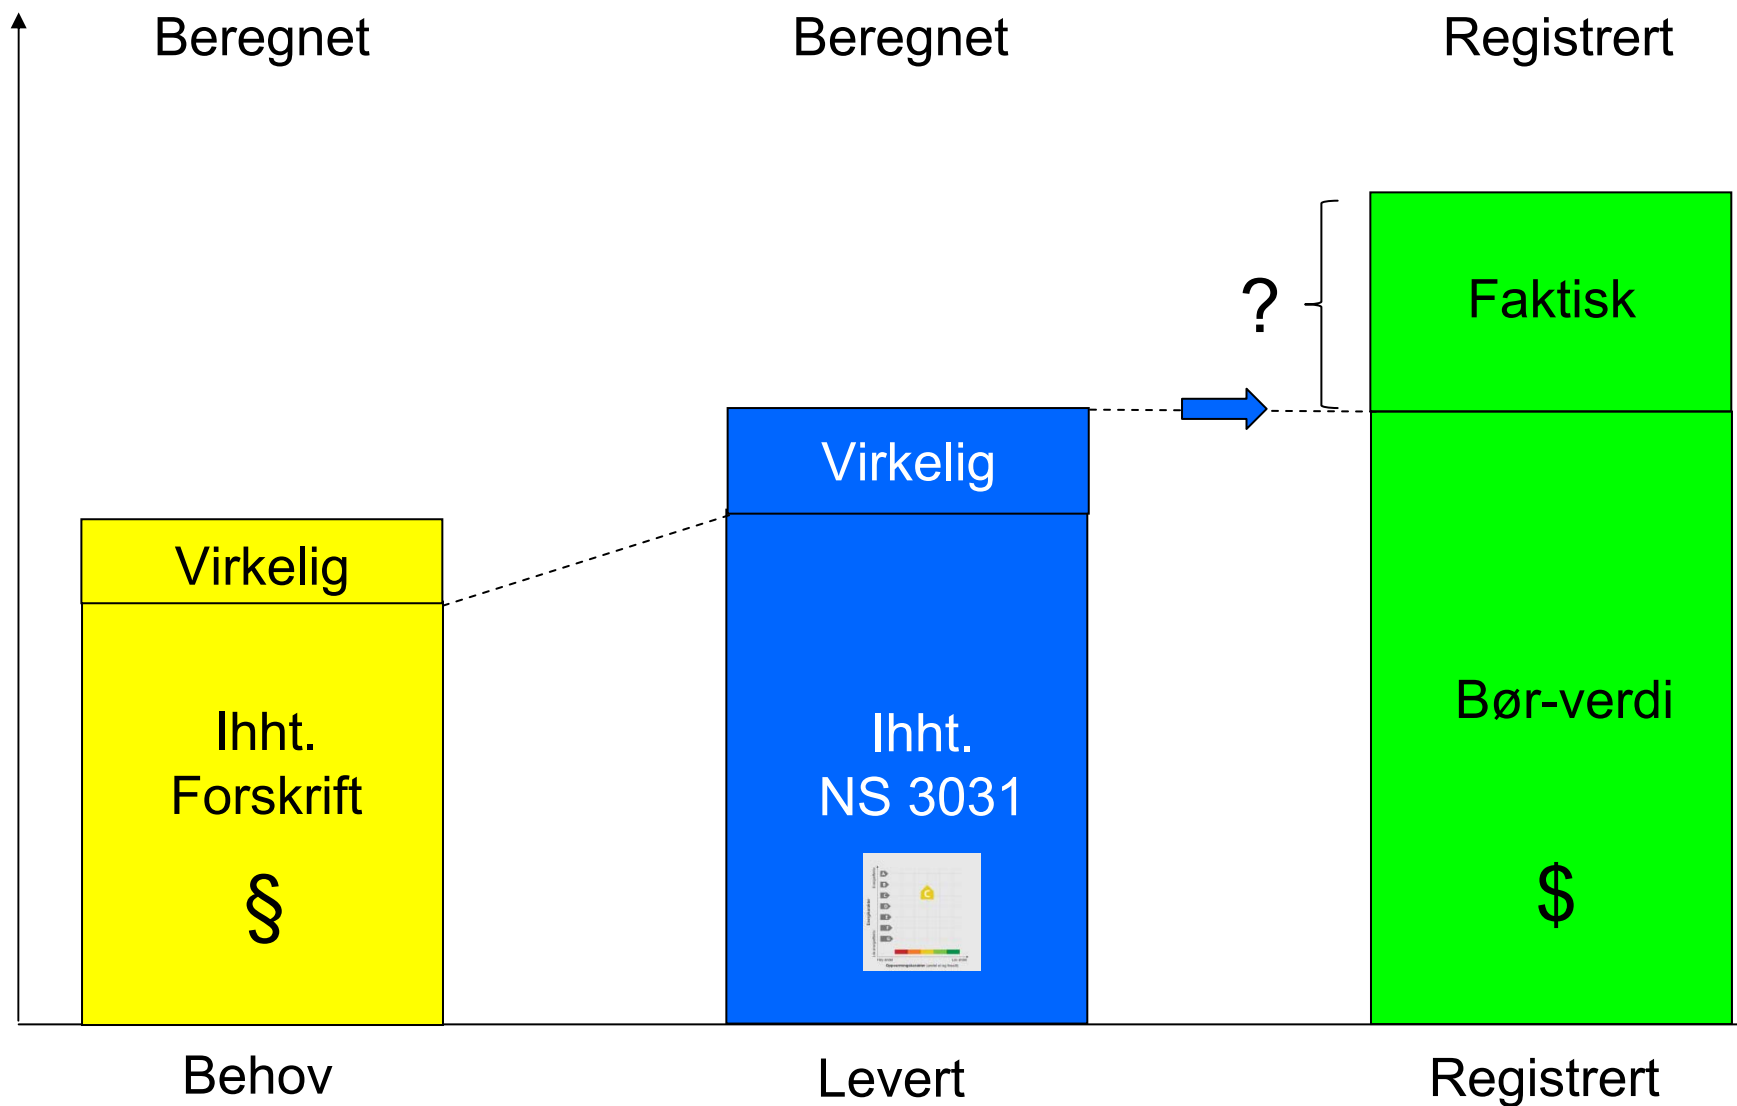 Beregnet
Beregnet
Registrert
Faktisk
?
Virkelig
Virkelig
Bør-verdi
Ihht.
Forskrift
Ihht.
NS 3031
§
C
$
Behov
Levert
Registrert